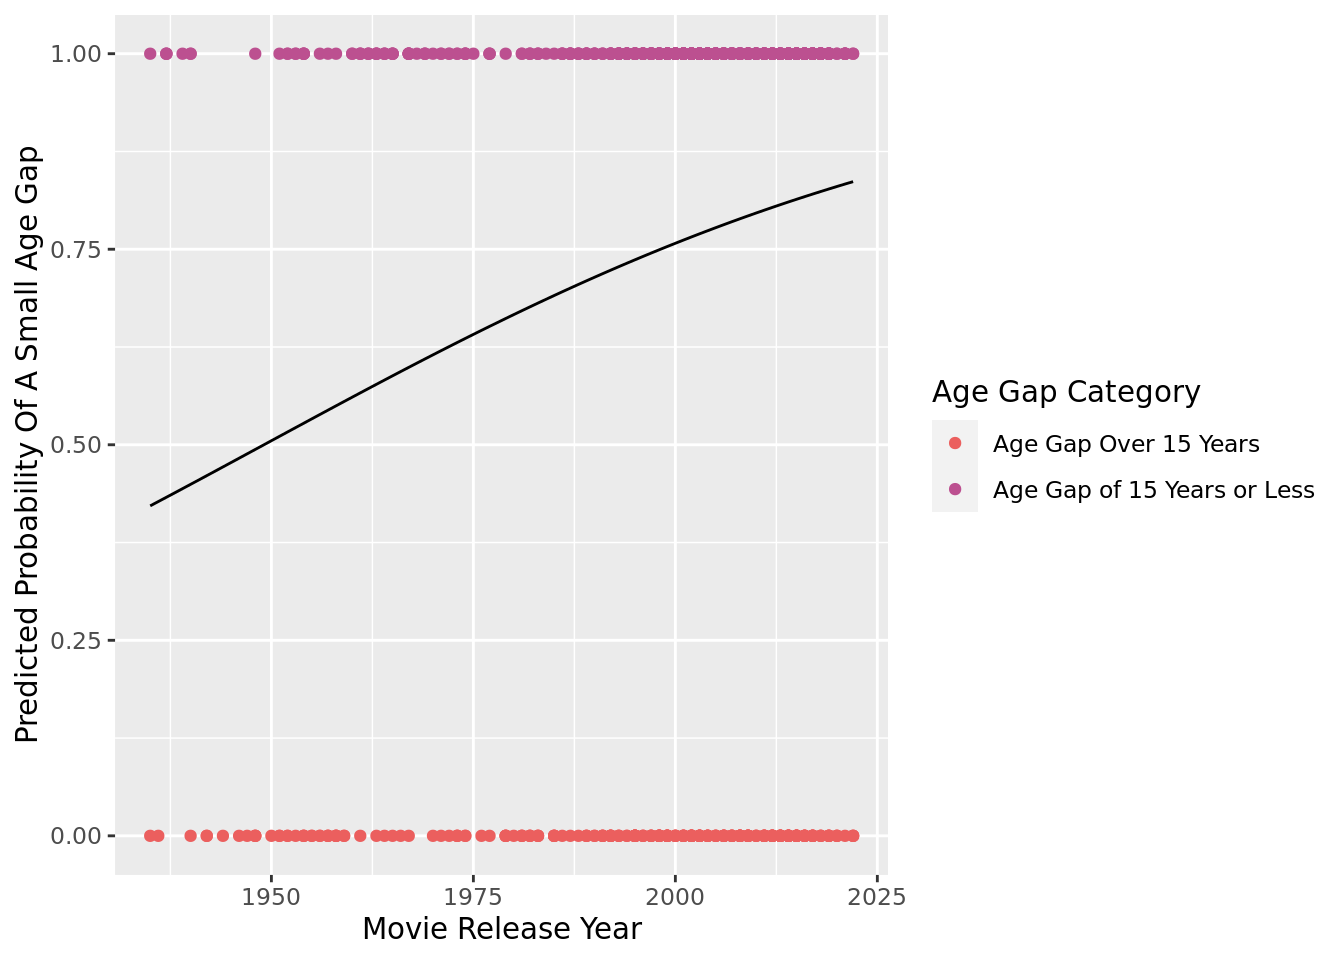 Predicted Probability Of A Small Age Gap
1.00
0.75
0.50
0.25
0.00
1950
1975
2000
2025
Movie Release Year
Age Gap Category
Age Gap Over 15 Years
Age Gap of 15 Years or Less